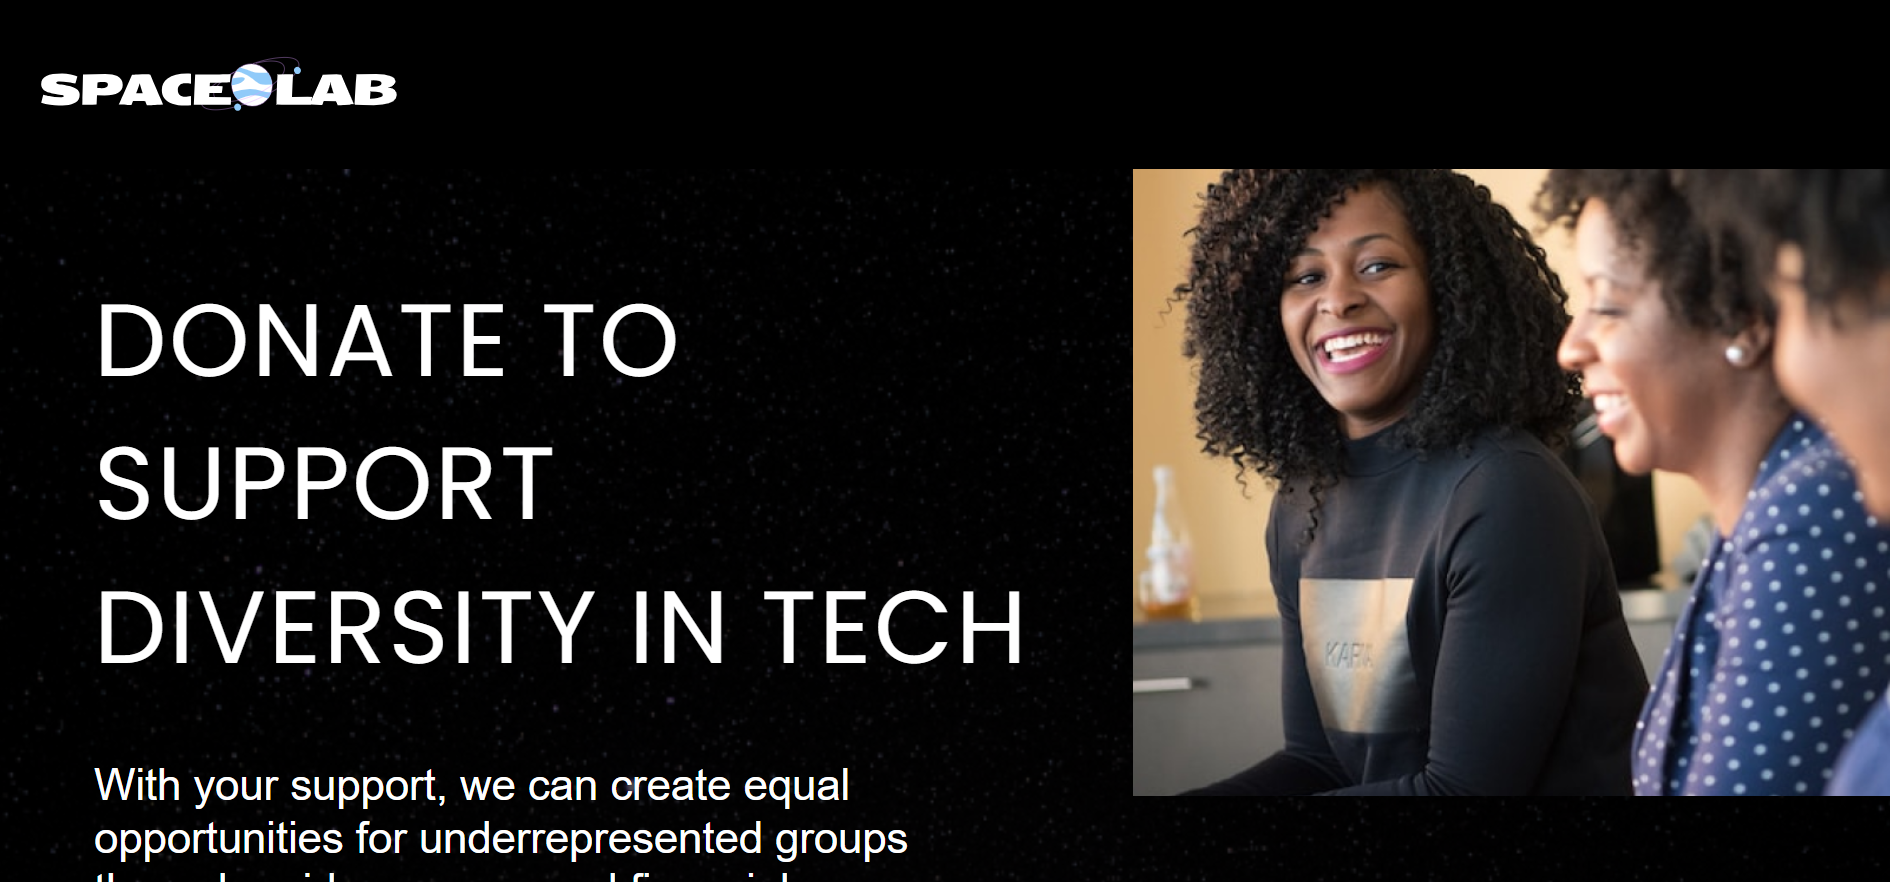 SPACE LAB
DONATE TO
SUPPORT
DIVERSITY IN TECH
With your support, we can create equal
opportunities for underrepresented groups